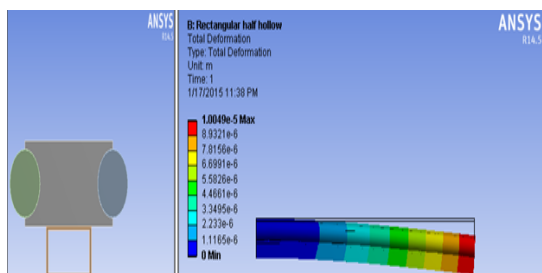 ANSYS
R14.5
B: Rectangular half hollow
Total Deformation
Type: Total Deformation
Unit: m
Time: 1
1/17/2015 11:38 PM
ANSYS
R14.5
1.0049e-5 Max
8.9321e-6
7.8156e-6
6.6991e-6
5.5826e-6
4.4661e-6
3.3495e-6
2.233e-6
1.1165e-6
0 Min